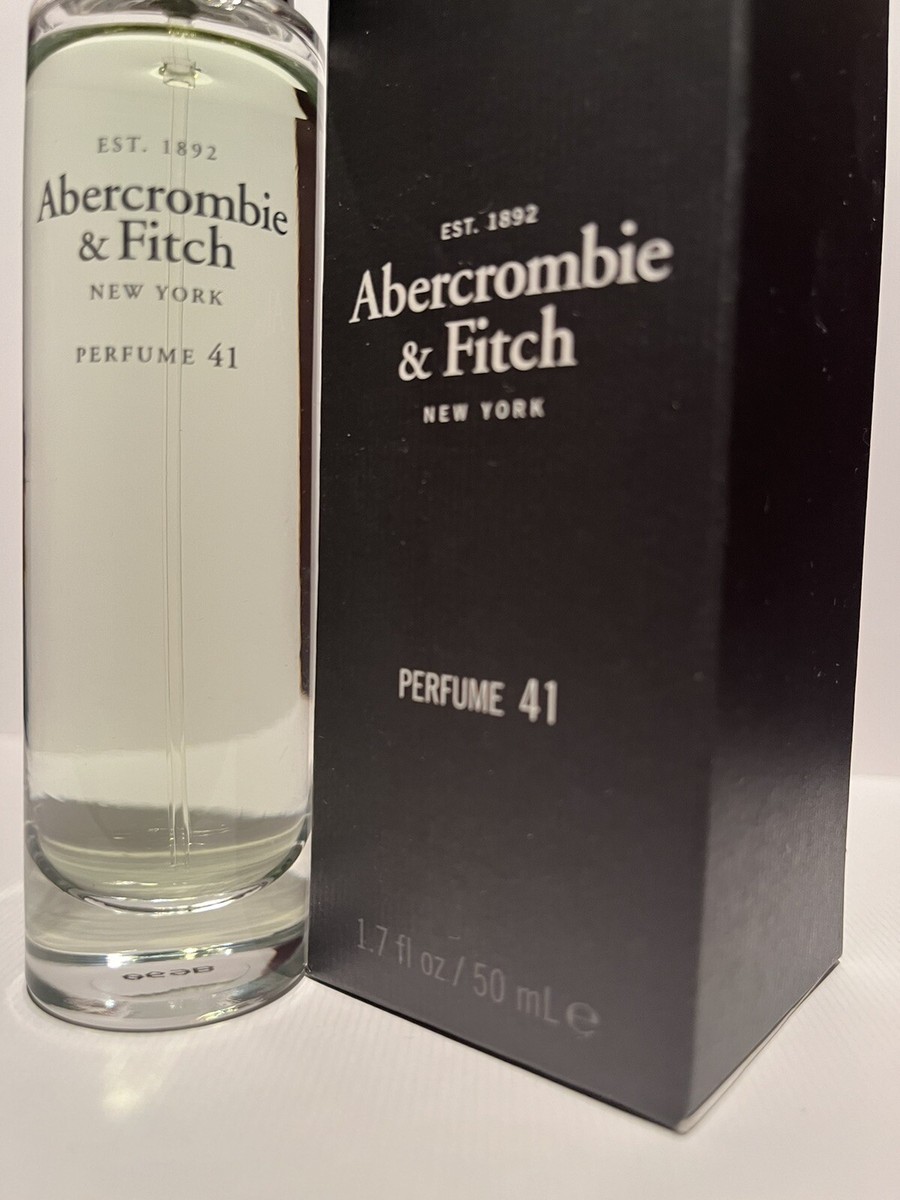 EST. 1892
Abercrombie
& Fitch
NEW YORK
PERFUME 41
EST. 1892
Abercrombie
& Fitch
NEW YORK
PERFUME 41
1.7 fl oz / 50 mL ℮